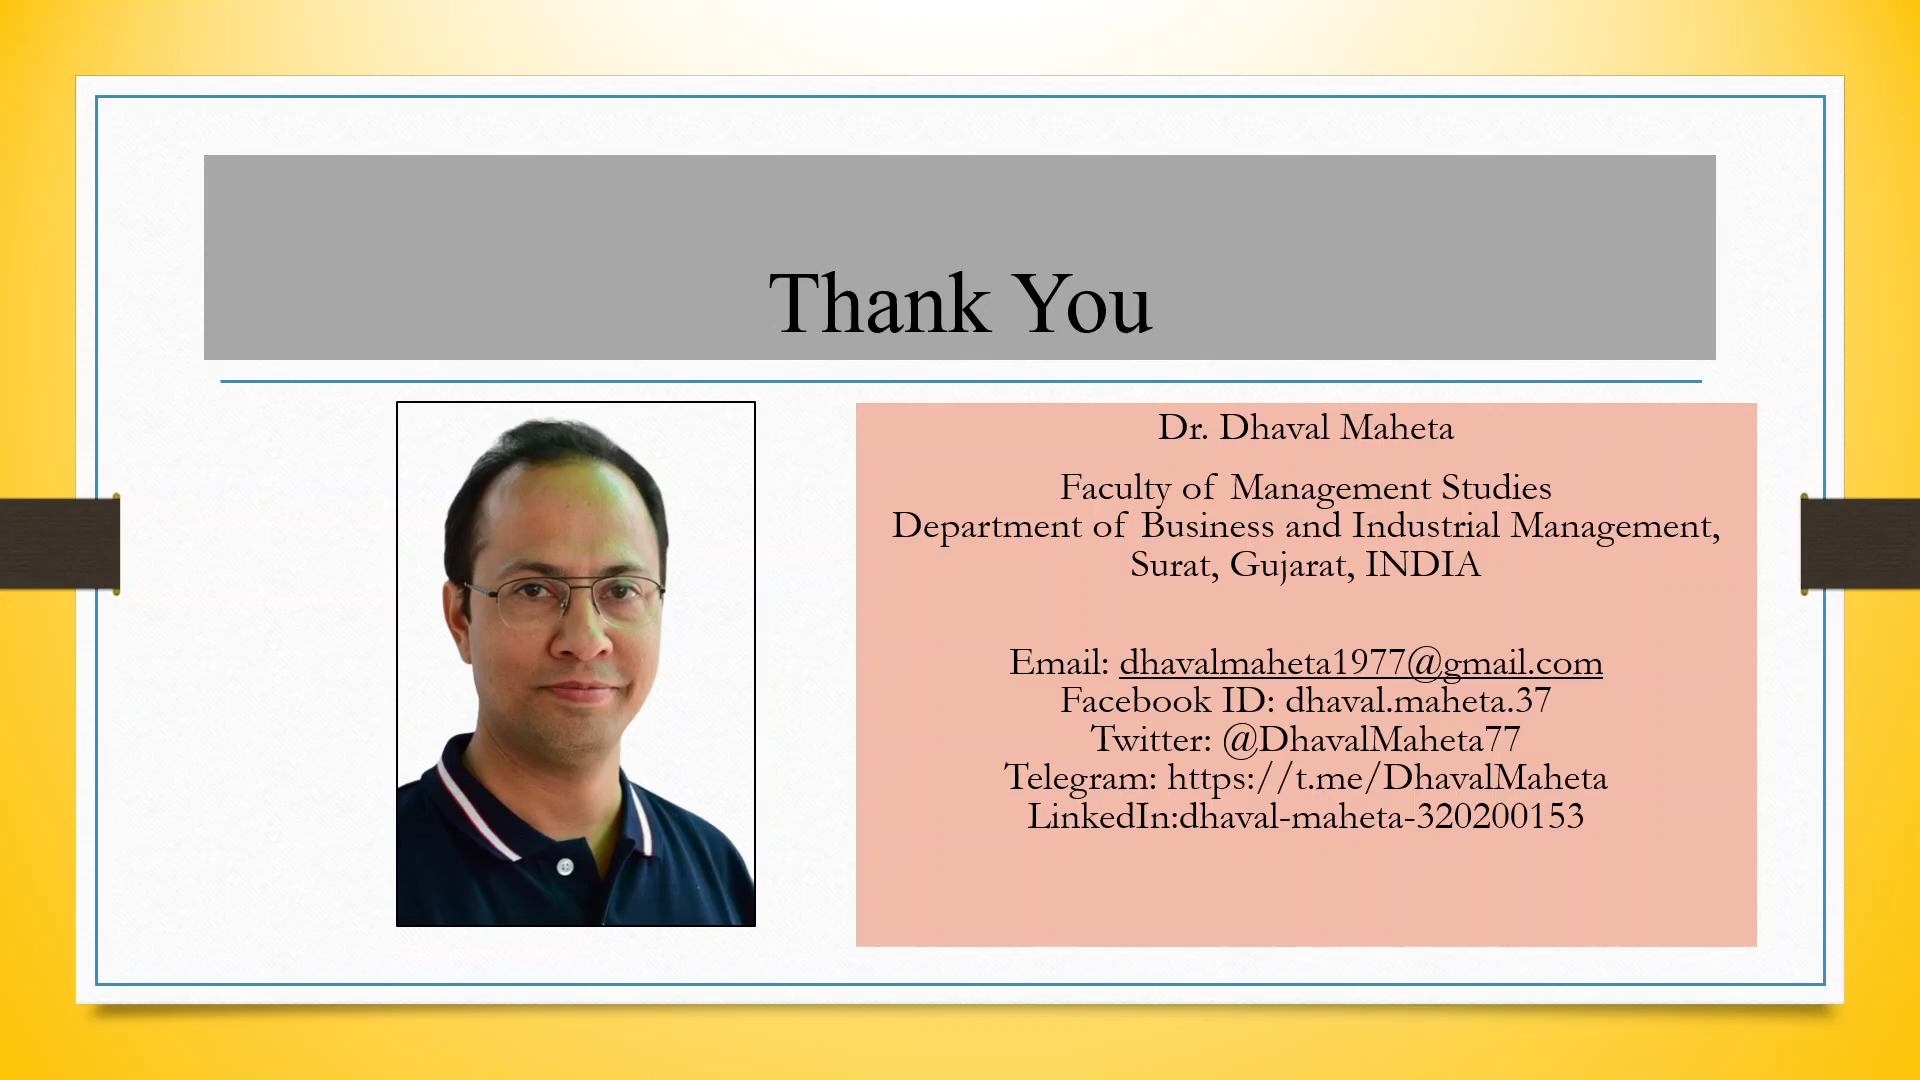 Thank You
Dr. Dhaval Maheta
Faculty of Management Studies
Department of Business and Industrial Management,
Surat, Gujarat, INDIA
Email: dhavalmaheta1977@gmail.com
Facebook ID: dhaval.maheta.37
Twitter: @DhavalMaheta77
Telegram: https://t.me/DhavalMaheta
LinkedIn:dhaval-maheta-320200153